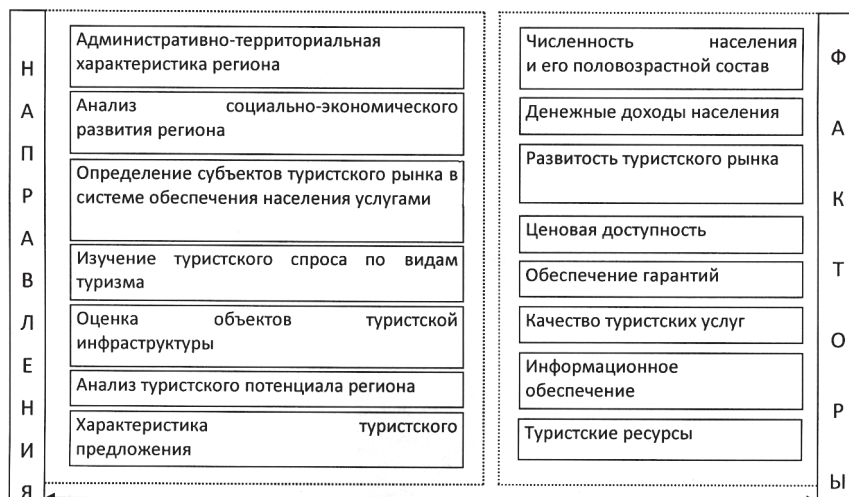 НАПРАВЛЕНИЯ
Административно-территориальная
характеристика региона
Анализ социально-экономического
развития региона
Определение субъектов туристского рынка в
системе обеспечения населения услугами
Изучение туристского спроса по видам
туризма
Оценка объектов туристской
инфраструктуры
Анализ туристского потенциала региона
Характеристика туристского
предложения
Численность населения
и его половозрастной состав
Денежные доходы населения
Развитость туристского рынка
Ценовая доступность
Обеспечение гарантий
Качество туристских услуг
Информационное
обеспечение
Туристские ресурсы
ФАКТОРЫ